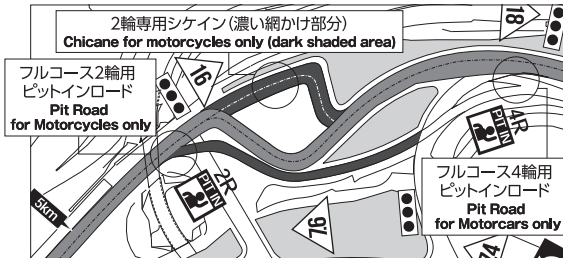 2輪専用シケイン（濃い網かけ部分）
Chicane for motorcycles only (dark shaded area)
18
フルコース2輪用
ピットインロード
Pit Road
for Motorcycles only
16
4R
PIT IN
フルコース4輪用
ピットインロード
Pit Road
for Motorcars only
2R
PIT IN
5km
7.6
14